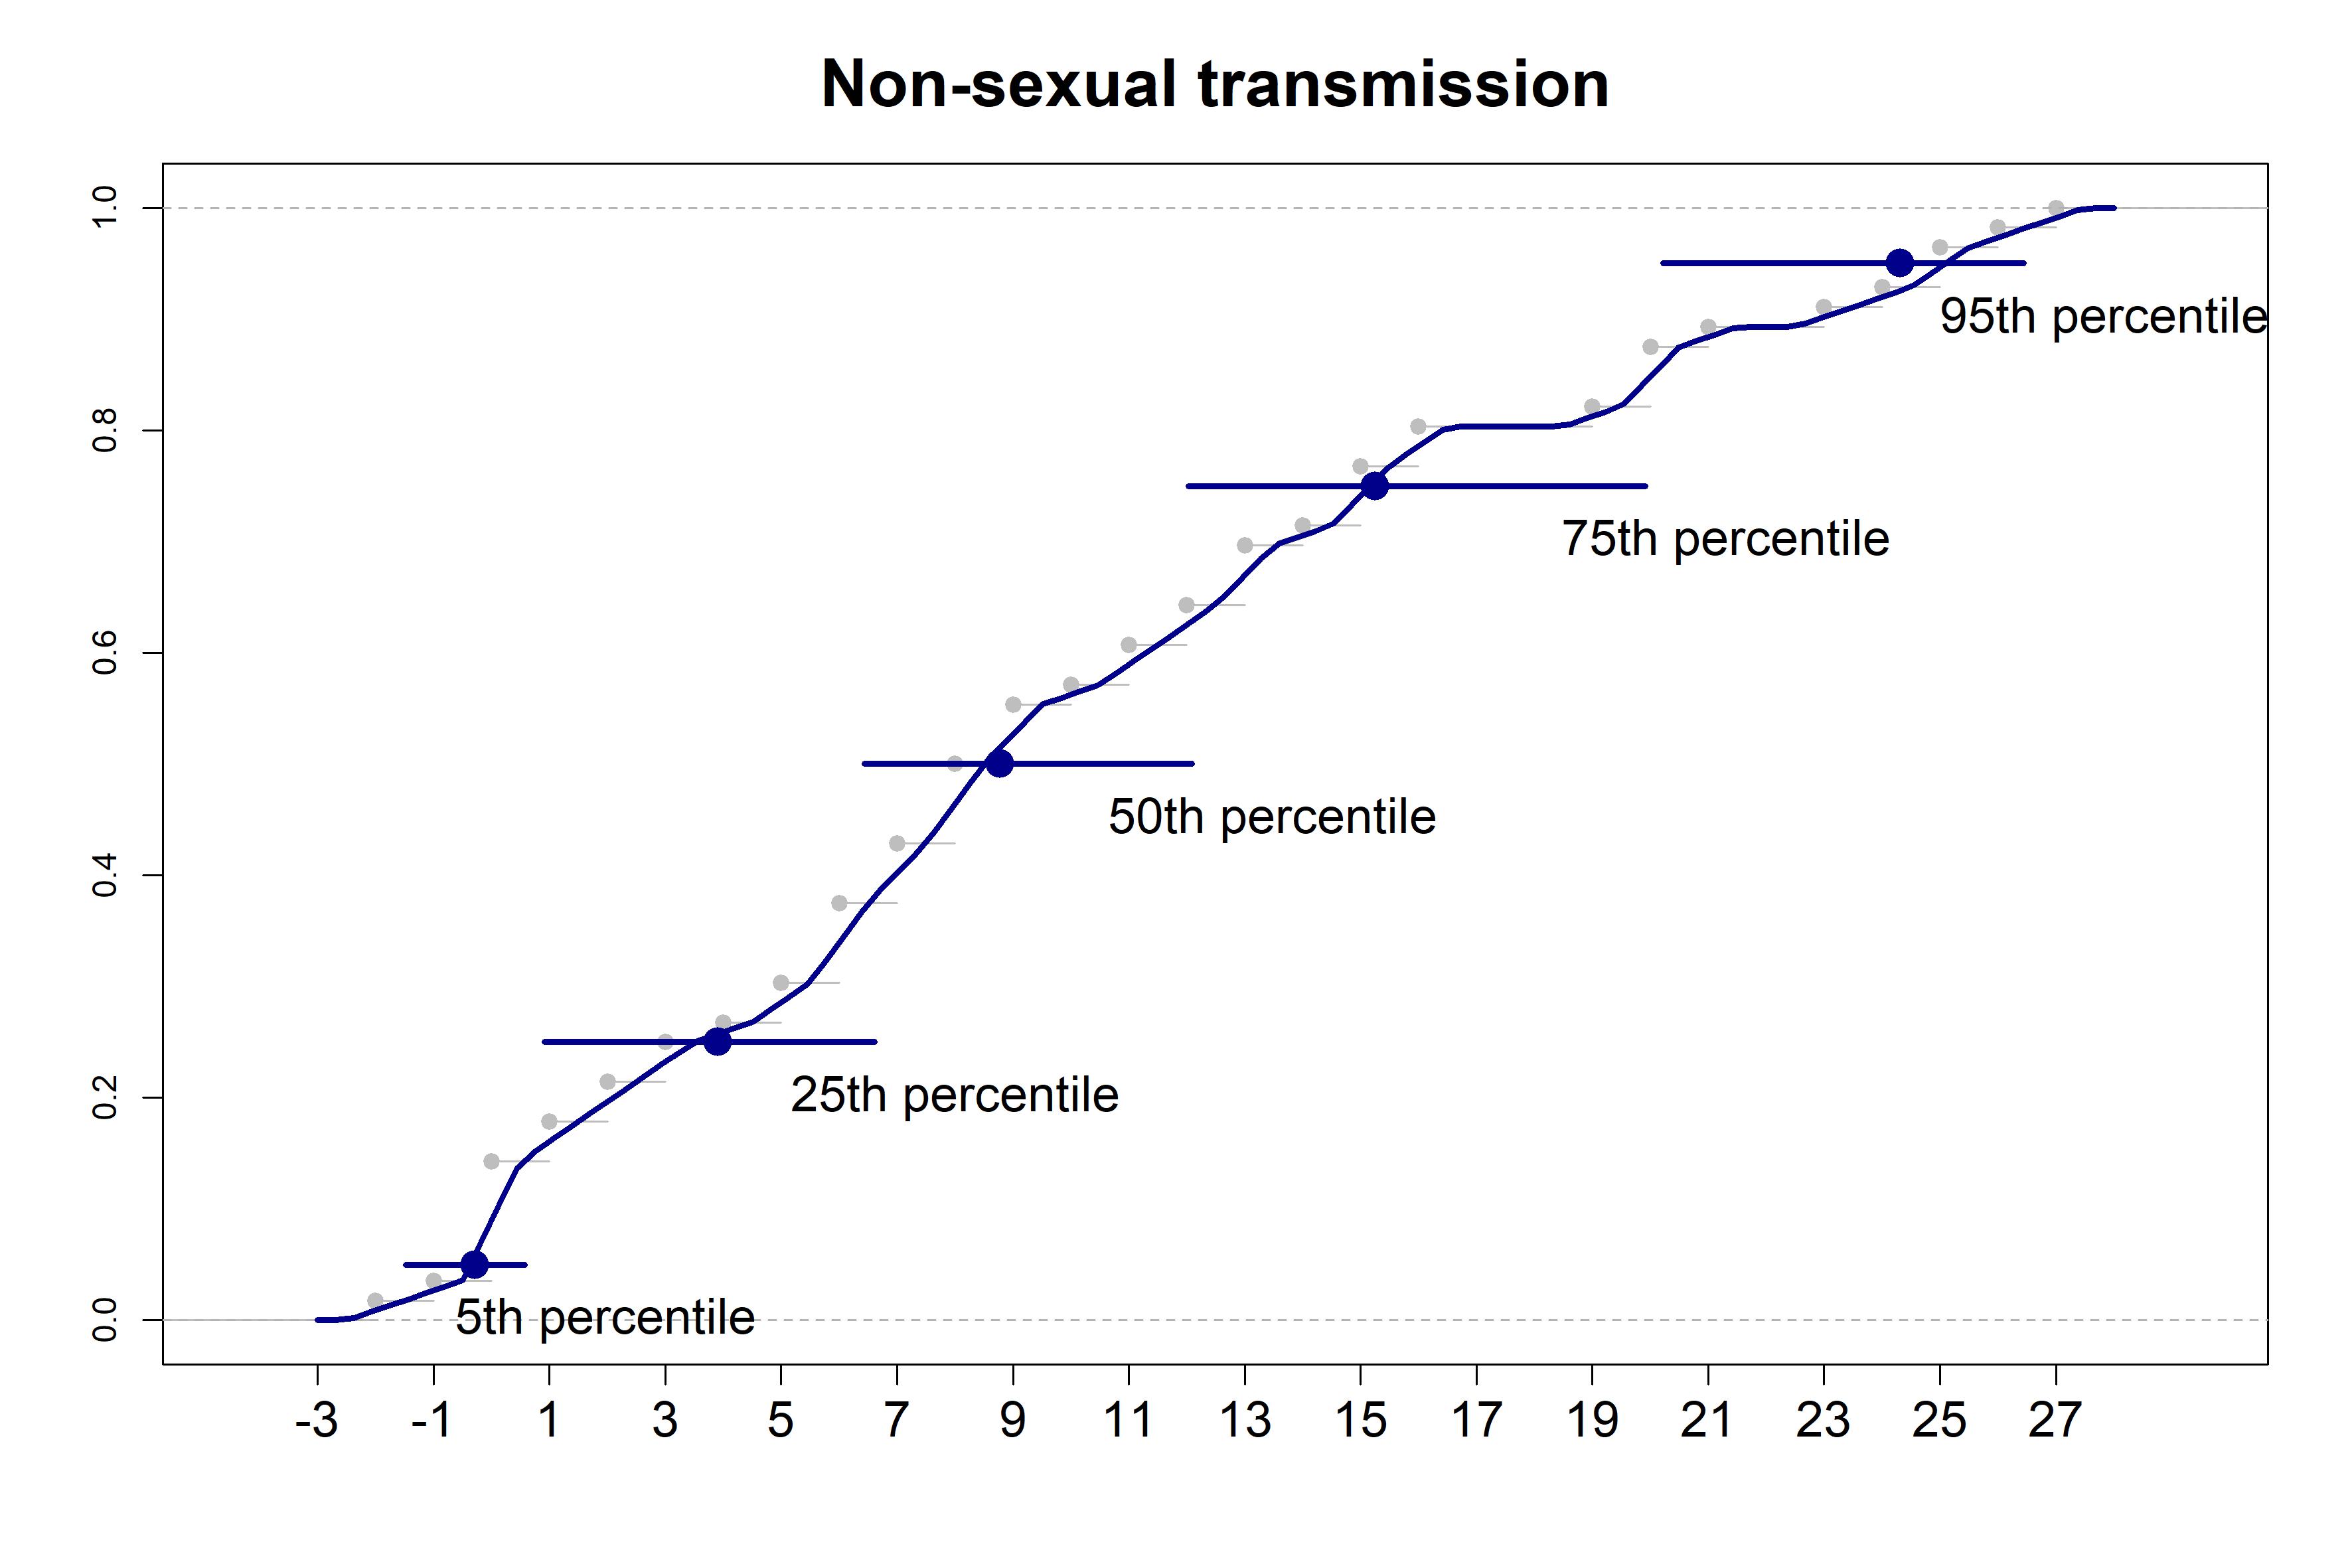 Non-sexual transmission
1.0
95th percentile
0.8
75th percentile
0.6
50th percentile
0.4
25th percentile
0.2
5th percentile
0.0
-3 -1 1 3 5 7 9 11 13 15 17 19 21 23 25 27